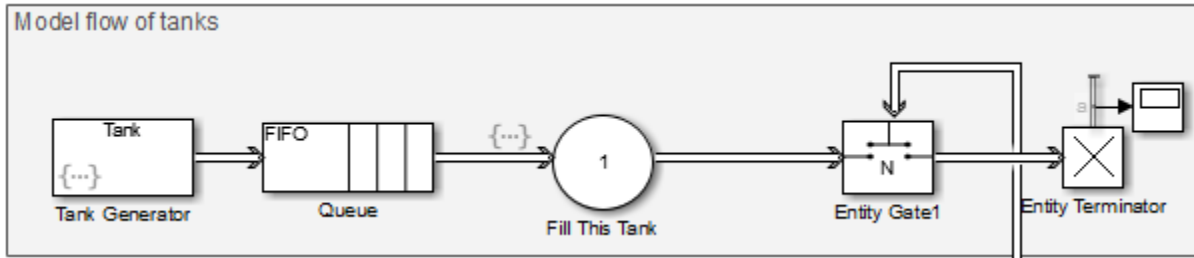 Model flow of tanks
Tank
{...}
Tank Generator
FIFO
Queue
{...}
1
Fill This Tank
N
Entity Gate1
a
Entity Terminator